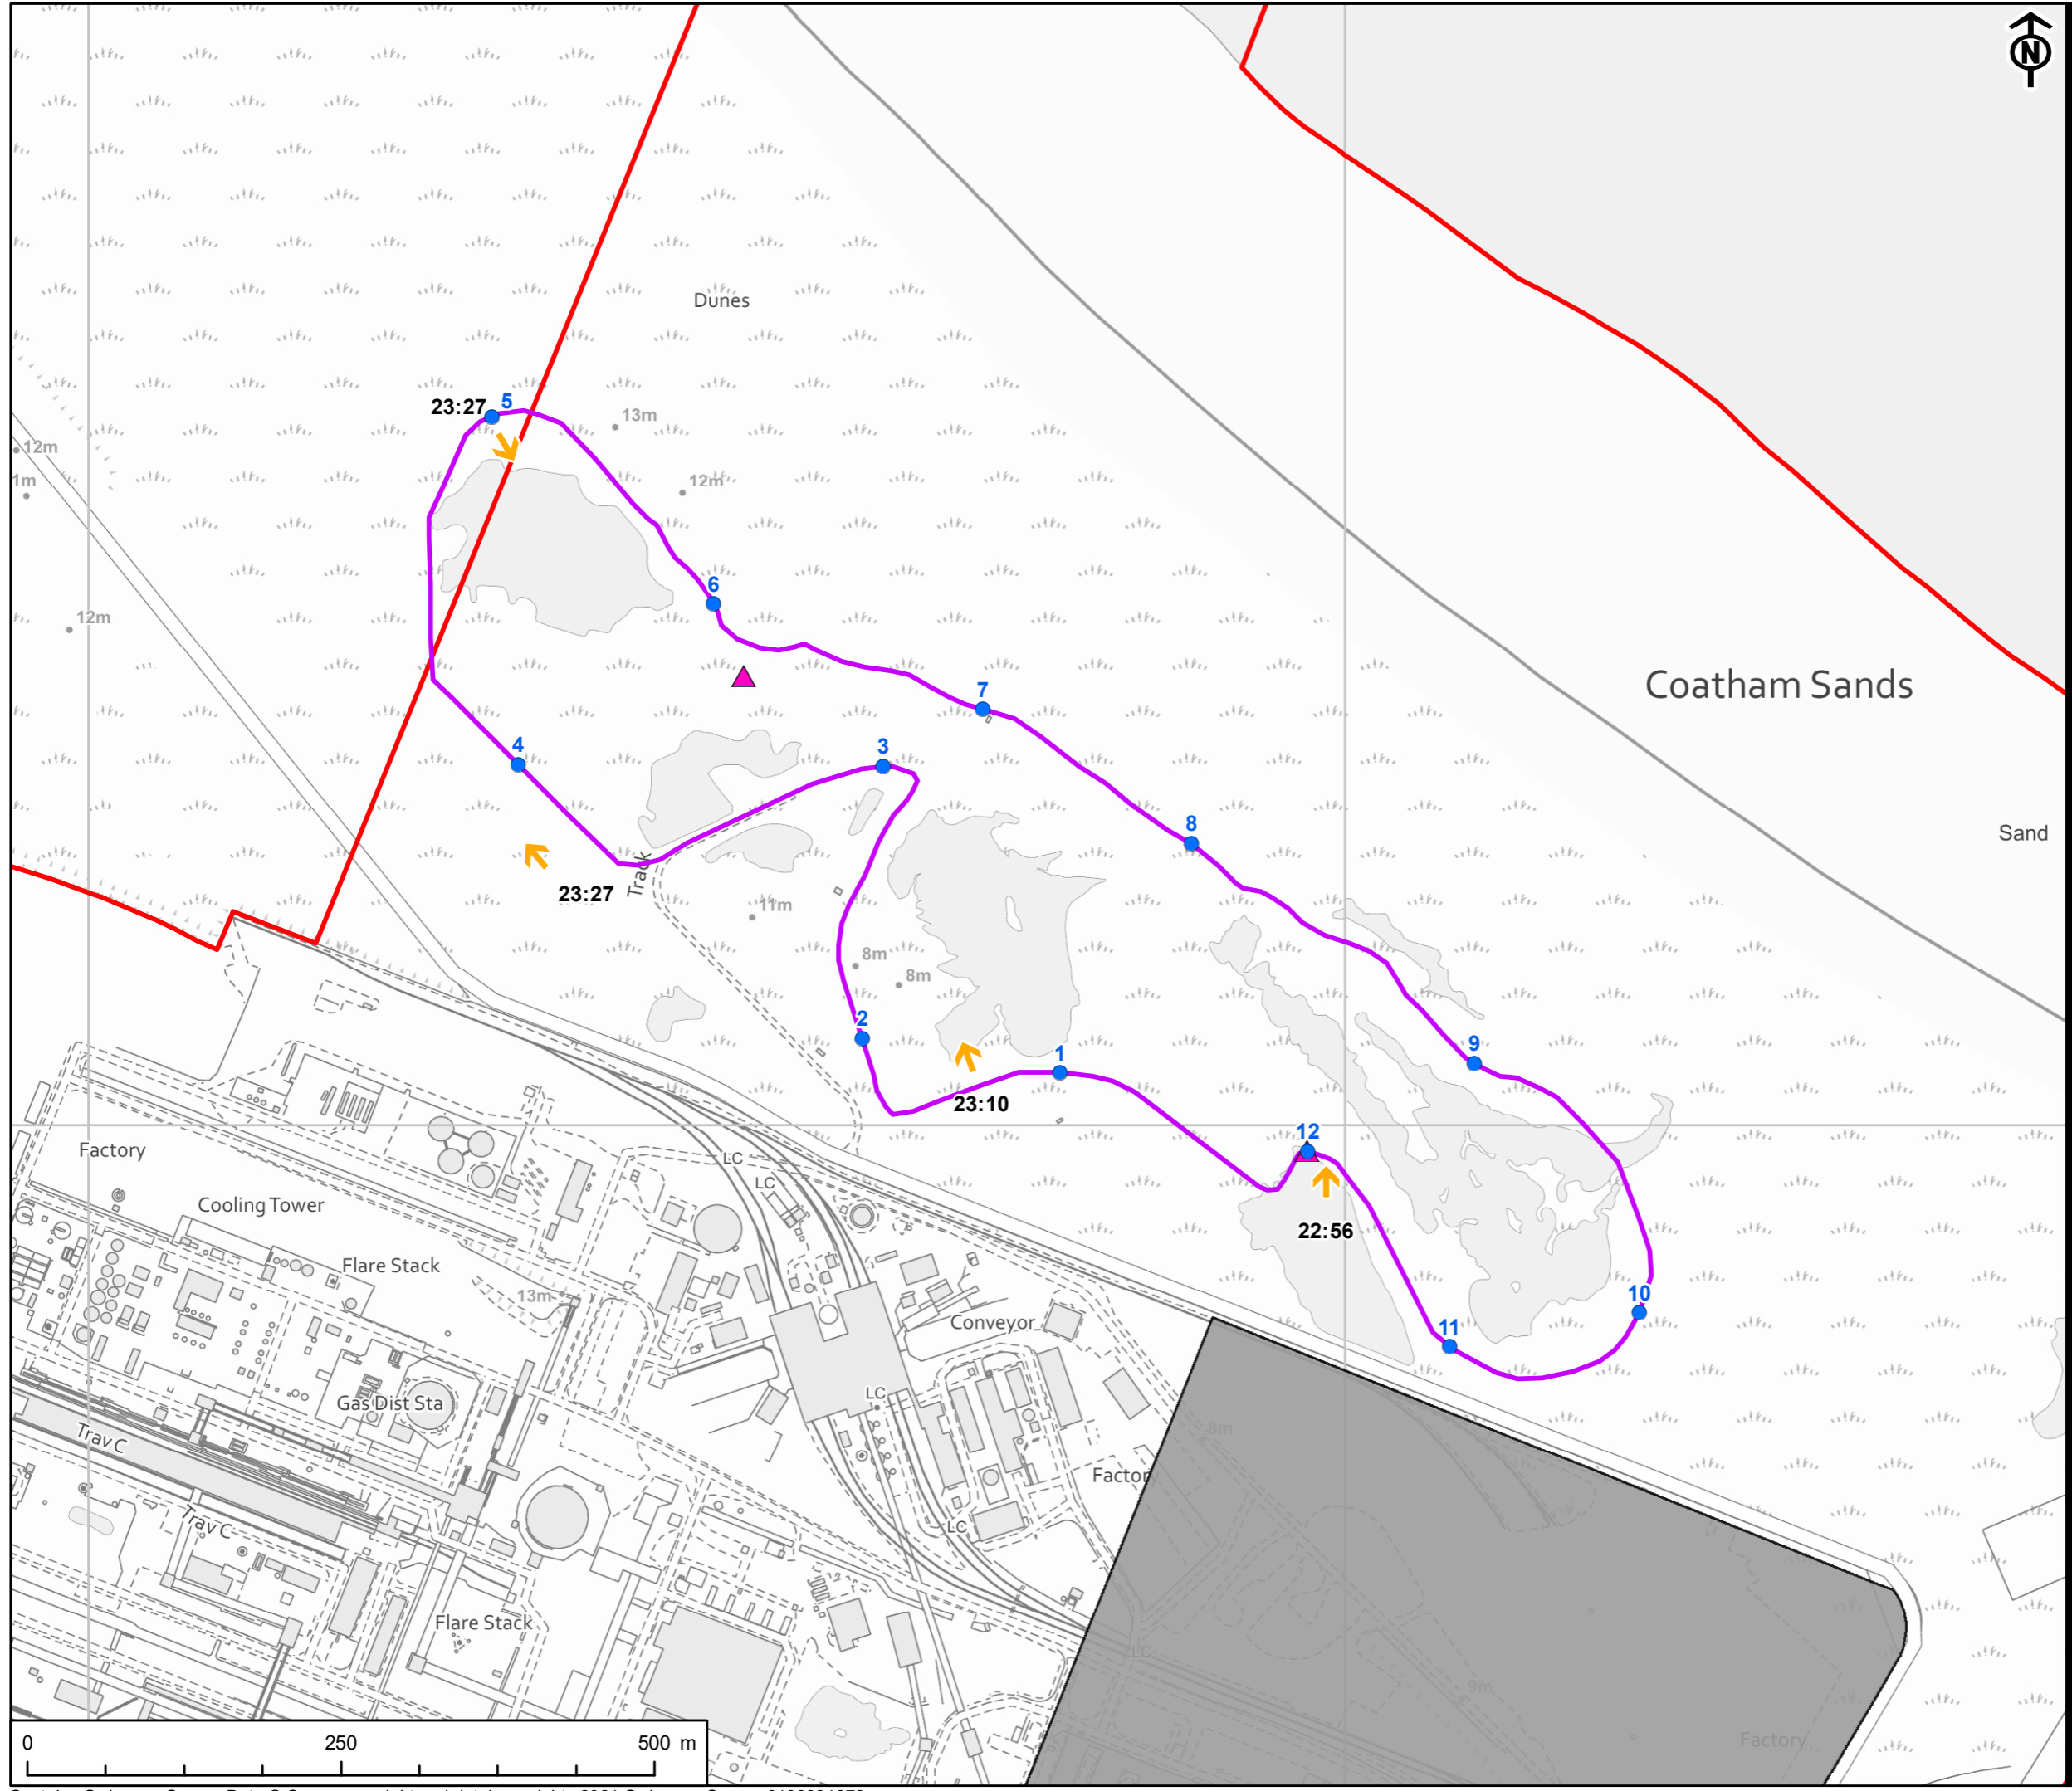 N
Dunes
23:27
5
13m
12m
12m
1m
6
12m
7
Coatham Sands
4
3
8
Sand
23:27
Track
11m
8m
8m
2
1
9
23:10
12
LC
Factory
LC
Cooling Tower
22:56
Flare Stack
13m
10
Conveyor
11
LC
Gas Dist Sta
Trav C
8m
Factor
Trav C
LC
Flare Stack
LC
9m
Factory
0 250 500 m